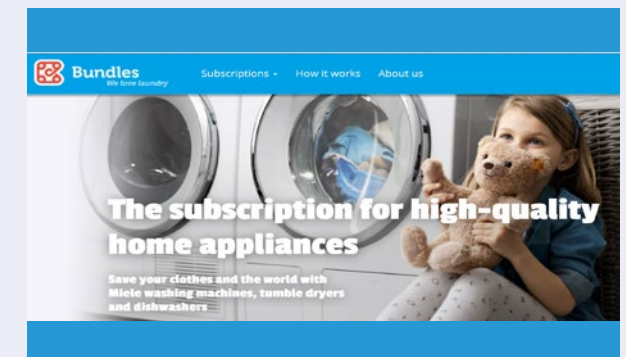 Bundles
We love laundry
Subscriptions
How it works
About us
The subscription for high-quality
home appliances
Save your clothes and the world with
Miele washing machines, tumble dryers
and dishwashers